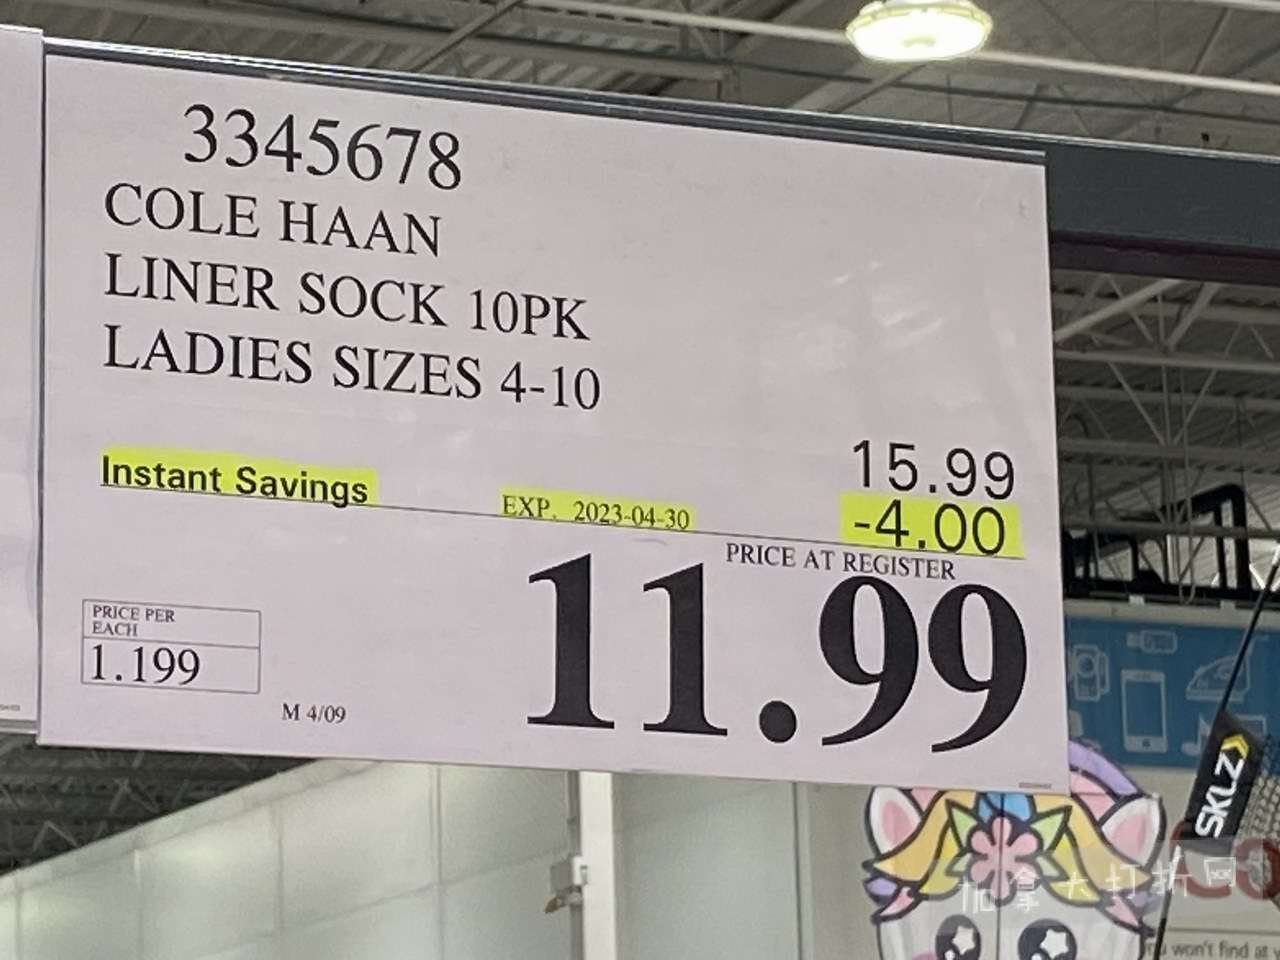 3345678
COLE HAAN
LINER SOCK 10PK
LADIES SIZES 4-10
15.99
Instant Savings
EXP. 2023-04-30
-4.00
PRICE AT REGISTER
11.99
PRICE PER
EACH
1.199
M 4/09
SKLZ
加拿大打折网
won't find at